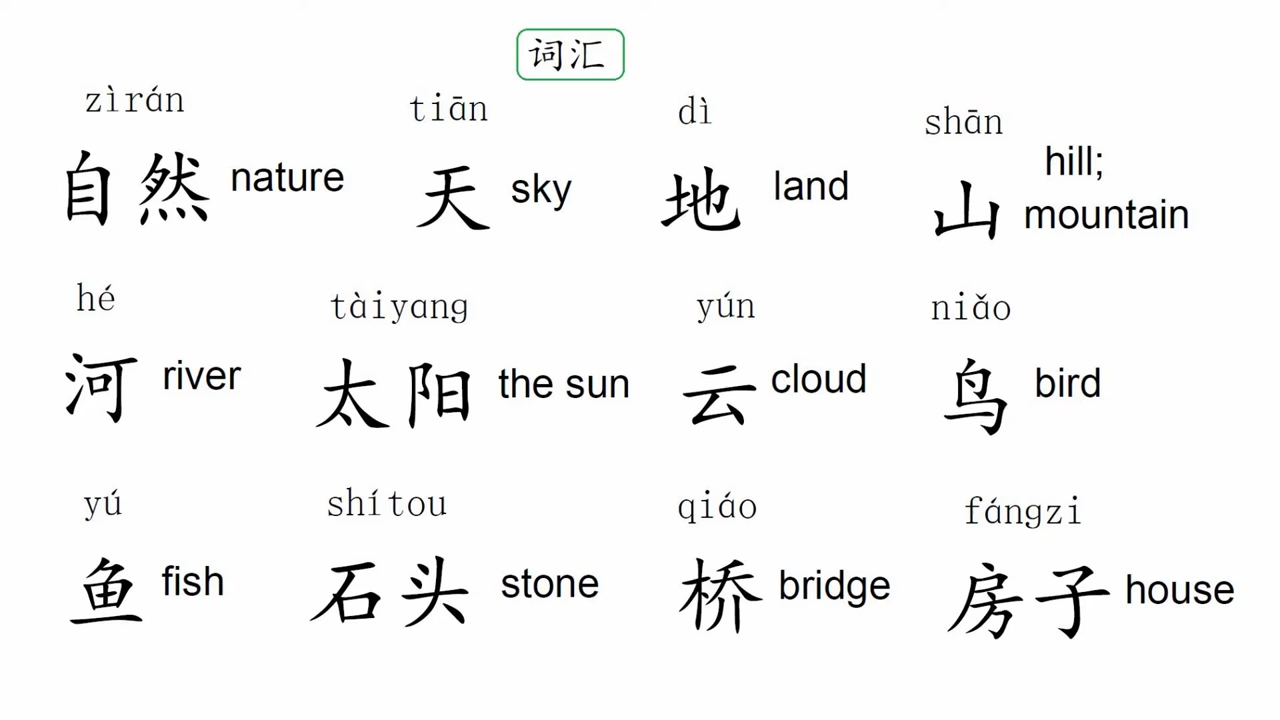 词汇
zìrán tiān dì shān
自然 nature 天 sky 地 land 山 hill; mountain
hé tàiyang yún niǎo
河 river 太阳 the sun 云 cloud 鸟 bird
yú shítou qiáo fángzi
鱼 fish 石头 stone 桥 bridge 房子 house